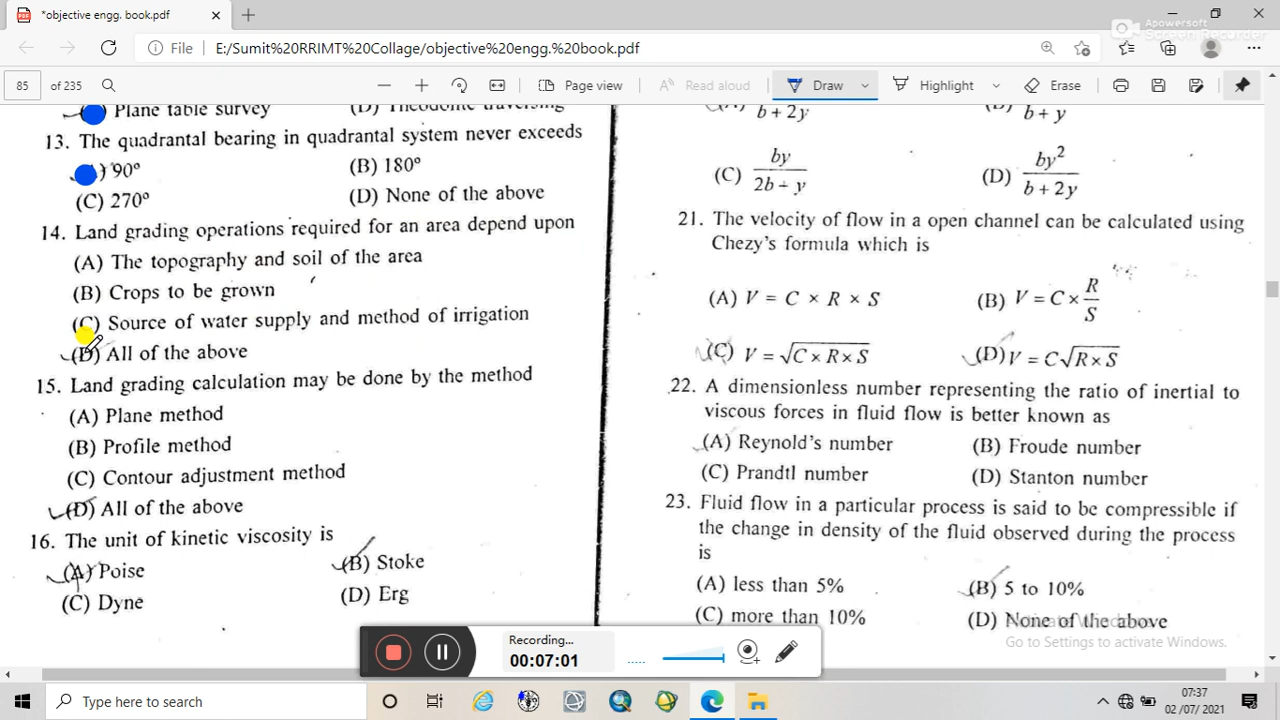 *objective engg. book.pdf
Apowersoft
Screen Recorder
File E:/Sumit%20RRIMT%20Collage/objective%20engg.%20book.pdf
85 of 235
Page view
Read aloud
Draw
Highlight
Erase
Plane table survey (D) Theodolite traversing
13. The quadrantal bearing in quadrantal system never exceeds
) 90° (B) 180°
(C) 270° (D) None of the above
14. Land grading operations required for an area depend upon
(A) The topography and soil of the area
(B) Crops to be grown
(C) Source of water supply and method of irrigation
(D) All of the above
15. Land grading calculation may be done by the method
(A) Plane method
(B) Profile method
(C) Contour adjustment method
(D) All of the above
16. The unit of kinetic viscosity is
(A) Poise (B) Stoke
(C) Dyne (D) Erg
b + 2y b + y
(C) by / 2b + y (D) by² / b + 2y
21. The velocity of flow in a open channel can be calculated using
Chezy's formula which is
(A) V = C × R × S (B) V = C × R / S
(C) V = √C × R × S (D) V = C√R × S
22. A dimensionless number representing the ratio of inertial to
viscous forces in fluid flow is better known as
(A) Reynold's number (B) Froude number
(C) Prandtl number (D) Stanton number
23. Fluid flow in a particular process is said to be compressible if
the change in density of the fluid observed during the process
is
(A) less than 5% (B) 5 to 10%
(C) more than 10% (D) None of the above
Activate Windows
Go to Settings to activate Windows.
Recording...
00:07:01
Type here to search
07:37
02/07/2021